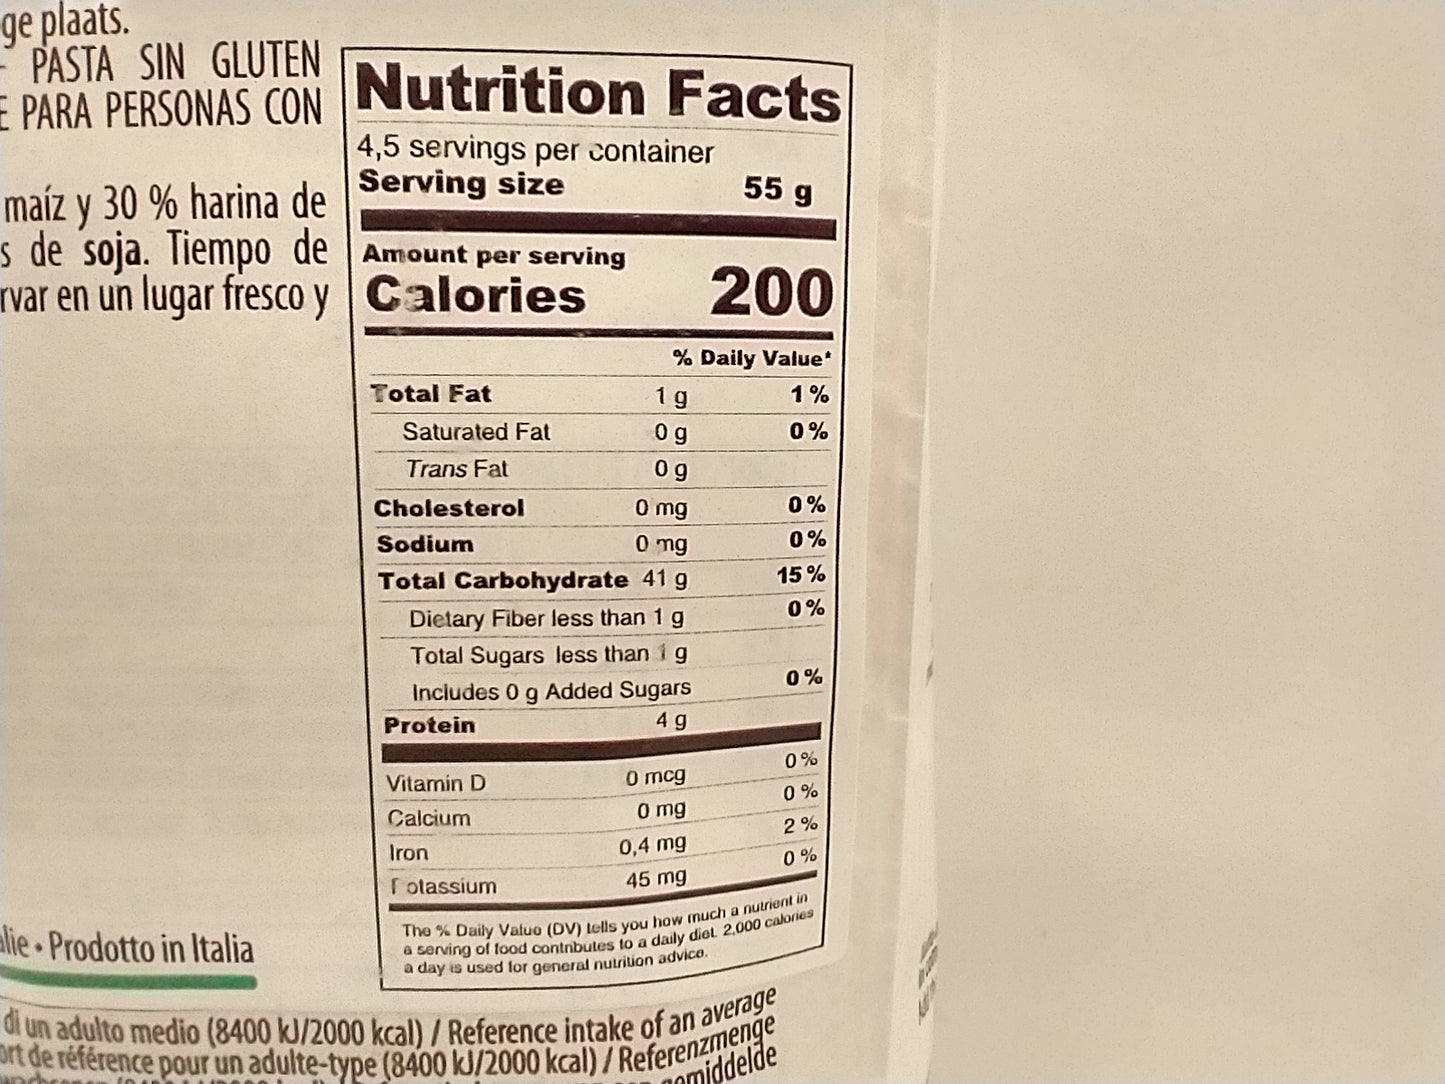 ge plaats.
PASTA SIN GLUTEN
E PARA PERSONAS CON
maíz y 30 % harina de
s de soja. Tiempo de
rvar en un lugar fresco y
Nutrition Facts
4,5 servings per container
Serving size 55 g
Amount per serving
Calories 200
% Daily Value*
Total Fat 1 g 1 %
Saturated Fat 0 g 0 %
Trans Fat 0 g
Cholesterol 0 mg 0 %
Sodium 0 mg 0 %
Total Carbohydrate 41 g 15 %
Dietary Fiber less than 1 g 0 %
Total Sugars less than 1 g
Includes 0 g Added Sugars 0 %
Protein 4 g
Vitamin D 0 mcg 0 %
Calcium 0 mg 0 %
Iron 0,4 mg 2 %
Potassium 45 mg 0 %
The % Daily Value (DV) tells you how much a nutrient in
a serving of food contributes to a daily diet. 2,000 calories
a day is used for general nutrition advice.
alie • Prodotto in Italia
di un adulto medio (8400 kJ/2000 kcal) / Reference intake of an average
ort de référence pour un adulte-type (8400 kJ/2000 kcal) / Referenzmenge
gemiddelde